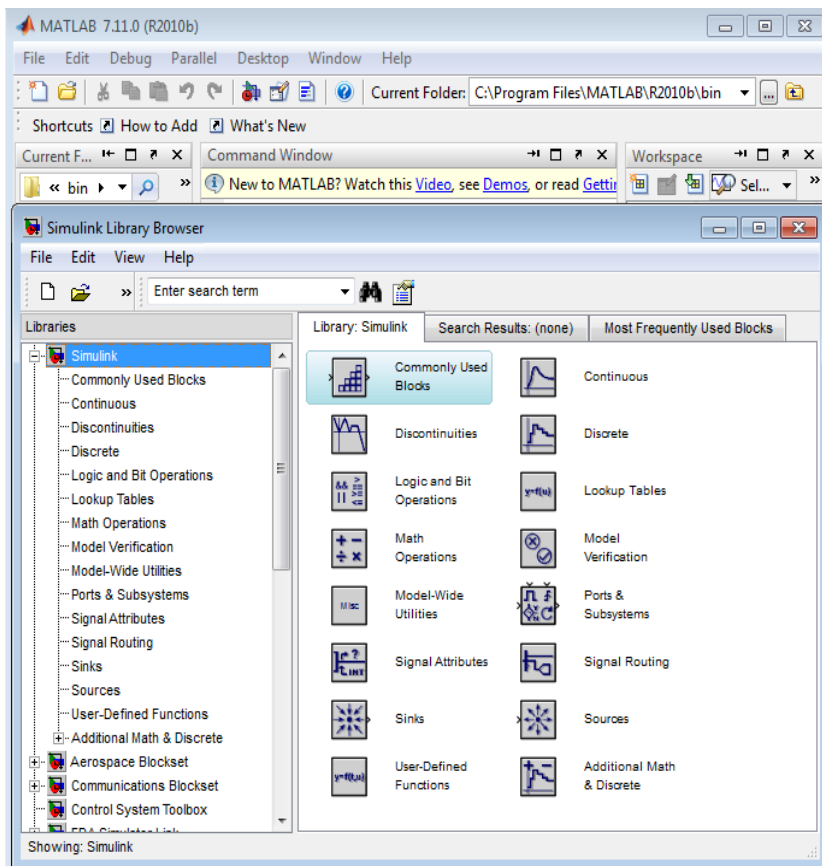 MATLAB 7.11.0 (R2010b)
File Edit Debug Parallel Desktop Window Help
Current Folder: C:\Program Files\MATLAB\R2010b\bin
Shortcuts How to Add What's New
Current F... Command Window Workspace
« bin » New to MATLAB? Watch this Video, see Demos, or read Gettin Sel... »
Simulink Library Browser
File Edit View Help
» Enter search term
Libraries
Simulink
Commonly Used Blocks
Continuous
Discontinuities
Discrete
Logic and Bit Operations
Lookup Tables
Math Operations
Model Verification
Model-Wide Utilities
Ports & Subsystems
Signal Attributes
Signal Routing
Sinks
Sources
User-Defined Functions
Additional Math & Discrete
Aerospace Blockset
Communications Blockset
Control System Toolbox
EDA Simulator Link
Library: Simulink Search Results: (none) Most Frequently Used Blocks
Commonly Used
Blocks
Continuous
Discontinuities
Discrete
Logic and Bit
Operations
y=f(u)
Lookup Tables
Math
Operations
Model
Verification
Misc
Model-Wide
Utilities
Ports &
Subsystems
Signal Attributes
Signal Routing
Sinks
Sources
y=f(t,u)
User-Defined
Functions
Additional Math
& Discrete
Showing: Simulink